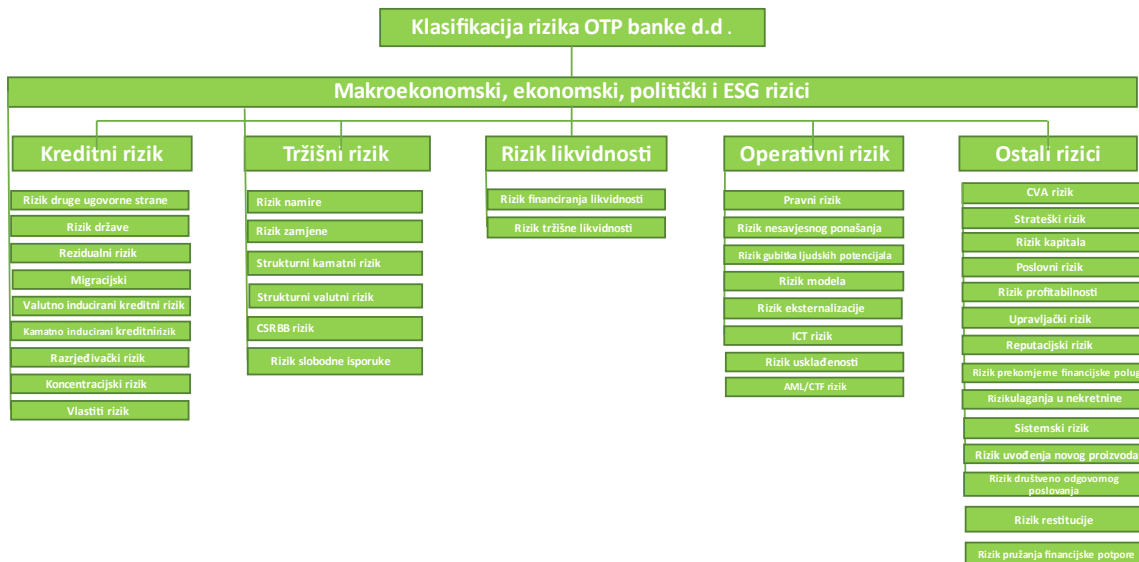 Klasifikacija rizika OTP banke d.d .
Makroekonomski, ekonomski, politički i ESG rizici
Kreditni rizik
Rizik druge ugovorne strane
Rizik države
Rezidualni rizik
Migracijski
Valutno inducirani kreditni rizik
Kamatno inducirani kreditnirizik
Razrjeđivački rizik
Koncentracijski rizik
Vlastiti rizik
Tržišni rizik
Rizik namire
Rizik zamjene
Strukturni kamatni rizik
Strukturni valutni rizik
CSRBB rizik
Rizik slobodne isporuke
Rizik likvidnosti
Rizik financiranja likvidnosti
Rizik tržišne likvidnosti
Operativni rizik
Pravni rizik
Rizik nesavjesnog ponašanja
Rizik gubitka ljudskih potencijala
Rizik modela
Rizik eksternalizacije
ICT rizik
Rizik usklađenosti
AML/CTF rizik
Ostali rizici
CVA rizik
Strateški rizik
Rizik kapitala
Poslovni rizik
Rizik profitabilnosti
Upravljački rizik
Reputacijski rizik
Rizik prekomjerne financijske polug
Rizikulaganja u nekretnine
Sistemski rizik
Rizik uvođenja novog proizvoda
Rizik društveno odgovornog
poslovanja
Rizik restitucije
Rizik pružanja financijske potpore